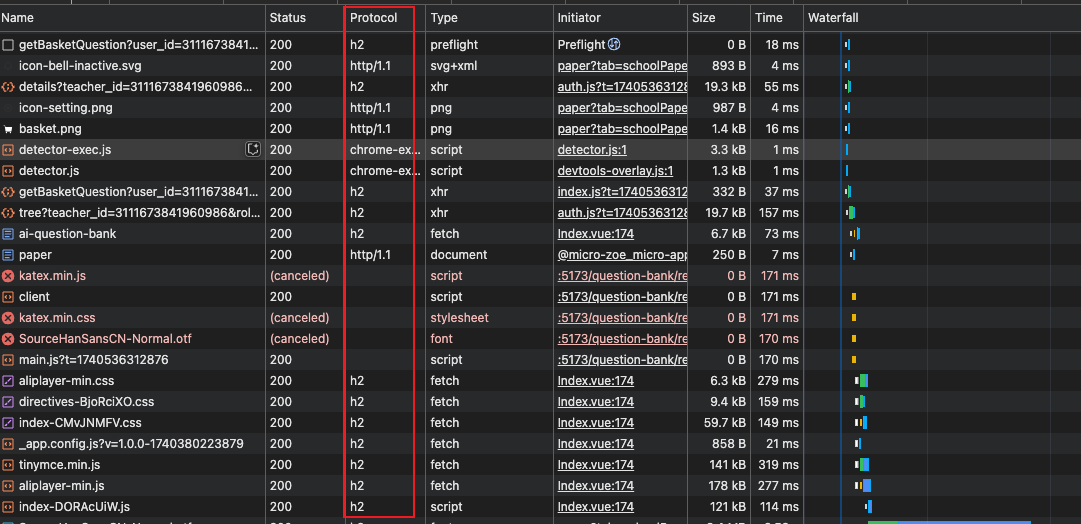 Name Status Protocol Type Initiator Size Time Waterfall
getBasketQuestion?user_id=3111673841... 200 h2 preflight Preflight 0 B 18 ms
icon-bell-inactive.svg 200 http/1.1 svg+xml paper?tab=schoolPape 893 B 4 ms
details?teacher_id=3111673841960986... 200 h2 xhr auth.js?t=17405363128 19.3 kB 55 ms
icon-setting.png 200 http/1.1 png paper?tab=schoolPape 987 B 4 ms
basket.png 200 http/1.1 png paper?tab=schoolPape 1.4 kB 16 ms
detector-exec.js 200 chrome-ex... script detector.js:1 3.3 kB 1 ms
detector.js 200 chrome-ex... script devtools-overlay.js:1 1.3 kB 1 ms
getBasketQuestion?user_id=3111673841... 200 h2 xhr index.js?t=1740536312 332 B 37 ms
tree?teacher_id=3111673841960986&rol... 200 h2 xhr auth.js?t=17405363128 19.7 kB 157 ms
ai-question-bank 200 h2 fetch Index.vue:174 6.7 kB 73 ms
paper 200 http/1.1 document @micro-zoe_micro-app 250 B 7 ms
katex.min.js (canceled) script :5173/question-bank/re 0 B 171 ms
client 200 script :5173/question-bank/re 0 B 171 ms
katex.min.css (canceled) stylesheet :5173/question-bank/re 0 B 171 ms
SourceHanSansCN-Normal.otf (canceled) font :5173/question-bank/re 0 B 170 ms
main.js?t=1740536312876 200 script :5173/question-bank/re 0 B 170 ms
aliplayer-min.css 200 h2 fetch Index.vue:174 6.3 kB 279 ms
directives-BjoRciXO.css 200 h2 fetch Index.vue:174 9.4 kB 159 ms
index-CMvJNMFV.css 200 h2 fetch Index.vue:174 59.7 kB 149 ms
_app.config.js?v=1.0.0-1740380223879 200 h2 fetch Index.vue:174 858 B 21 ms
tinymce.min.js 200 h2 fetch Index.vue:174 141 kB 319 ms
aliplayer-min.js 200 h2 fetch Index.vue:174 178 kB 277 ms
index-DORAcUiW.js 200 h2 script Index.vue:174 121 kB 114 ms